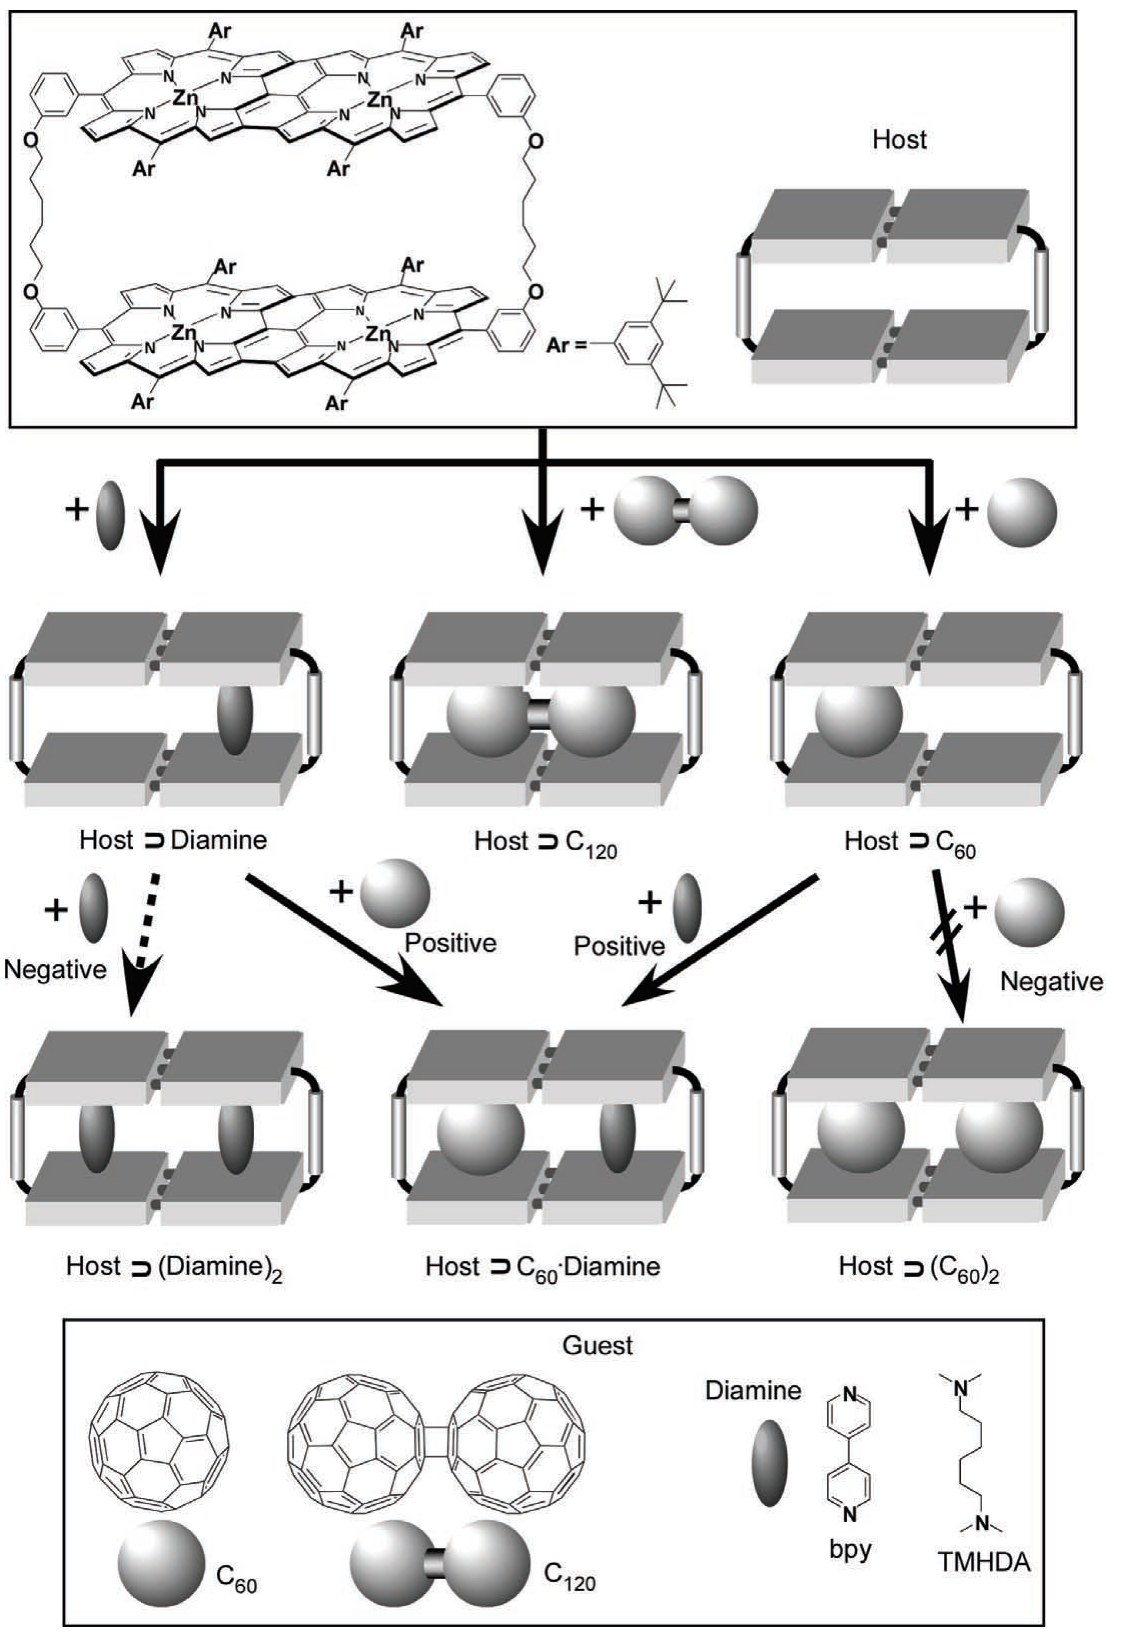 Ar Ar
N N N N
Zn Zn
N N N N
O O
Ar Ar
Host
Ar Ar
O O
N N N N
Zn Zn
N N N N
Ar =
Ar Ar
+ + +
Host ⊃ Diamine
Host ⊃ C120
Host ⊃ C60
+ + + +
Positive
Positive
Negative
Negative
Host ⊃ (Diamine)2
Host ⊃ C60·Diamine
Host ⊃ (C60)2
Guest
Diamine
N
N
N
N
bpy
TMHDA
C60
C120